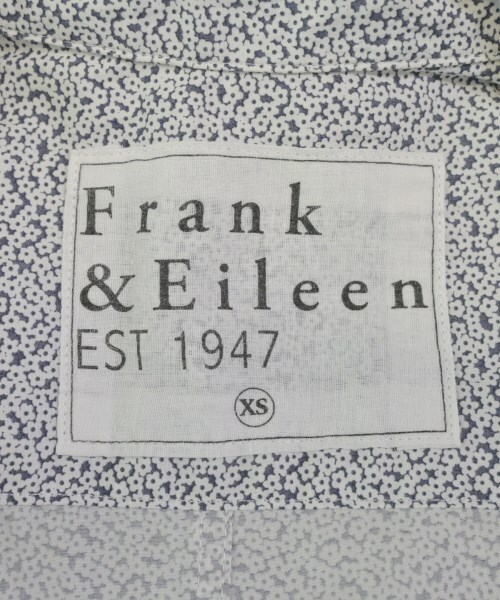 Frank
& Eileen
EST 1947
XS